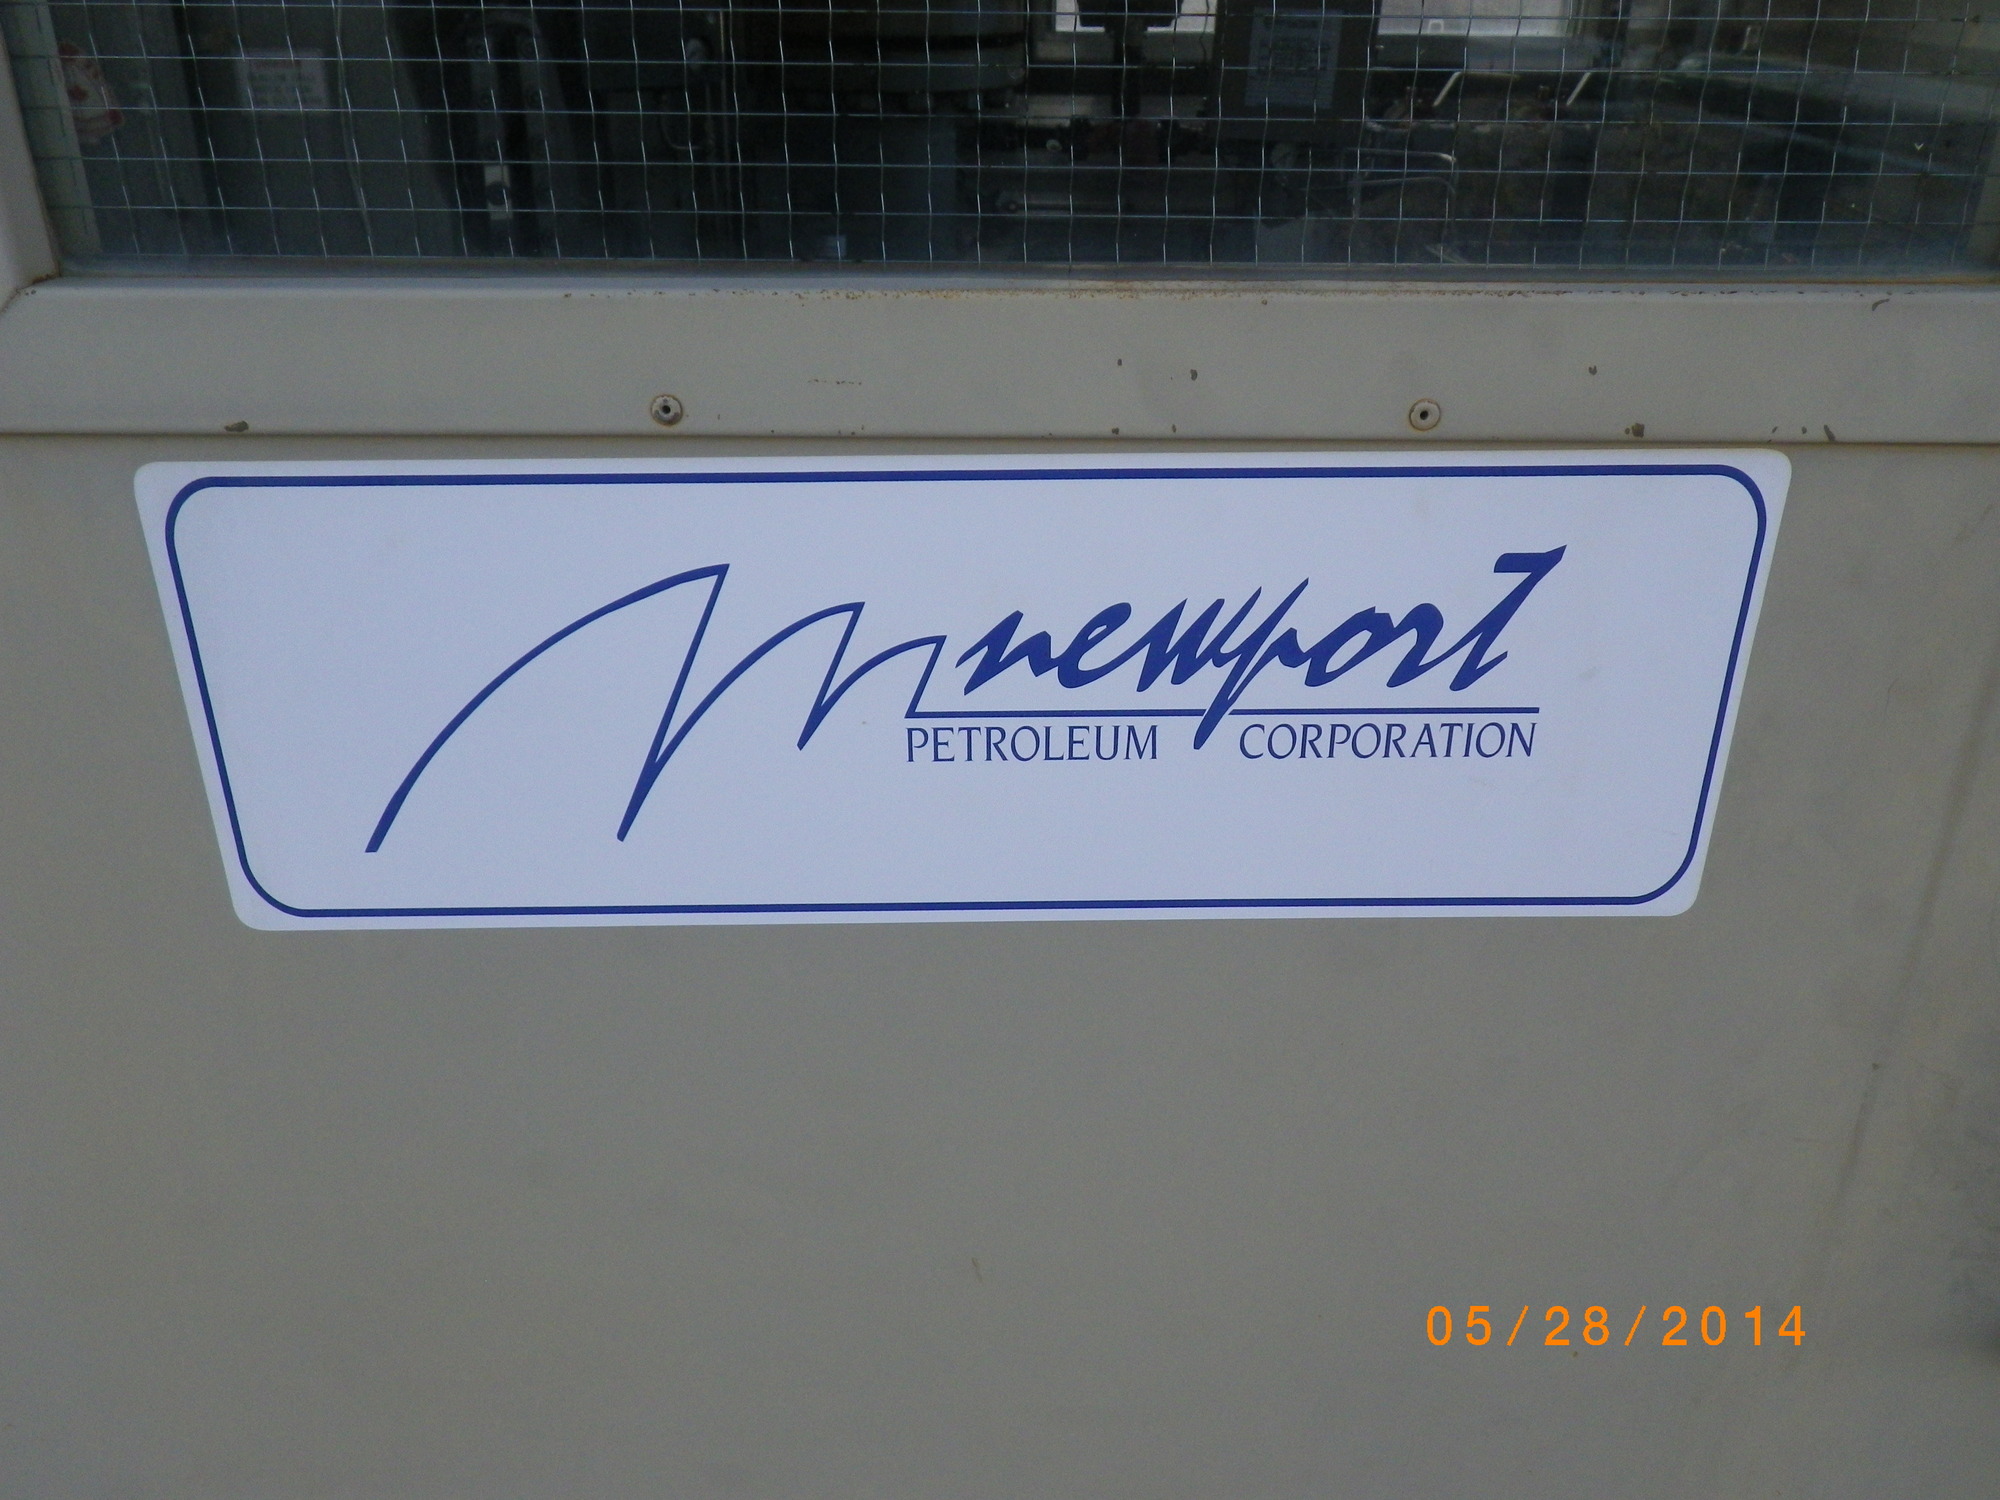 newport
PETROLEUM CORPORATION
05/28/2014